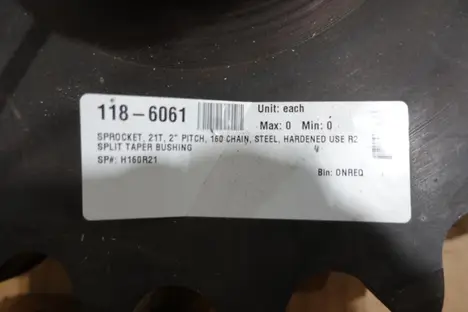 118-6061
Unit: each
Max: 0 Min: 0
SPROCKET, 21T, 2" PITCH, 160 CHAIN, STEEL, HARDENED USE R2
SPLIT TAPER BUSHING
SP#: H160R21
Bin: ONREQ